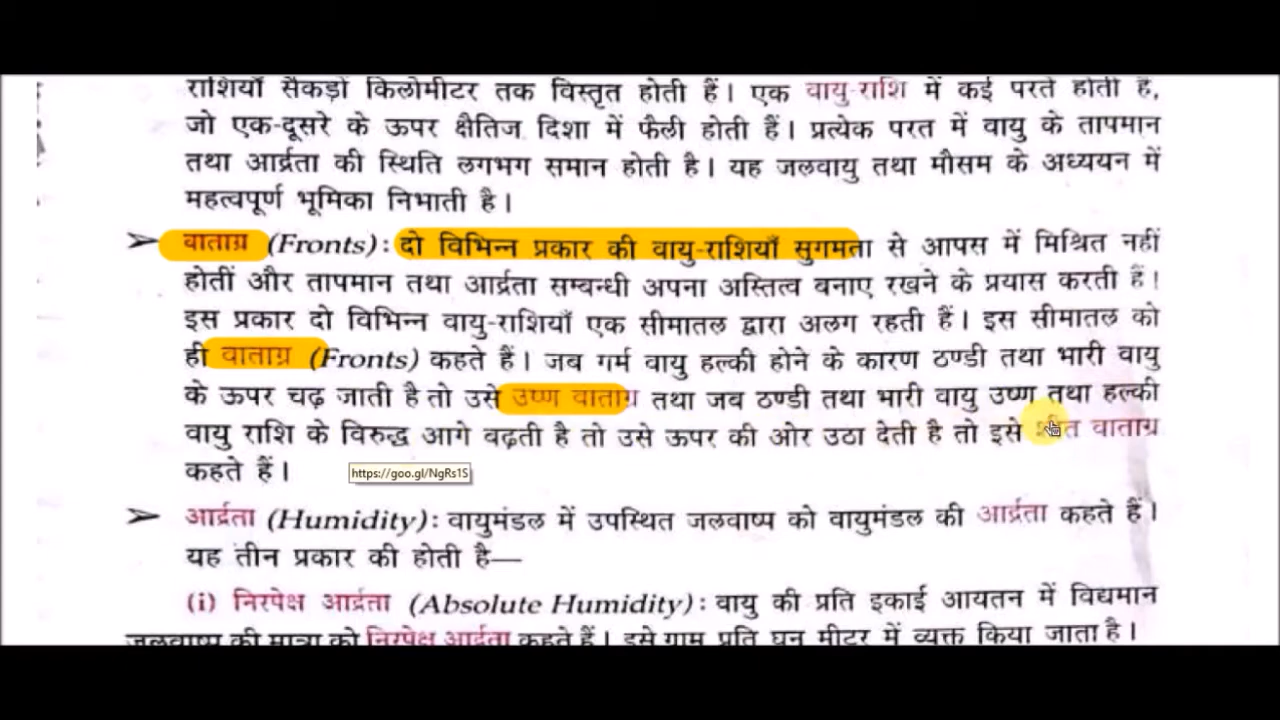 राशियाँ सैकड़ों किलोमीटर तक विस्तृत होती हैं। एक वायु-राशि में कई परतें होती हैं,
जो एक-दूसरे के ऊपर क्षैतिज दिशा में फैली होती हैं। प्रत्येक परत में वायु के तापमान
तथा आर्द्रता की स्थिति लगभग समान होती है। यह जलवायु तथा मौसम के अध्ययन में
महत्वपूर्ण भूमिका निभाती है।
➤ वाताग्र (Fronts): दो विभिन्न प्रकार की वायु-राशियाँ सुगमता से आपस में मिश्रित नहीं
होतीं और तापमान तथा आर्द्रता सम्बन्धी अपना अस्तित्व बनाए रखने के प्रयास करती हैं।
इस प्रकार दो विभिन्न वायु-राशियाँ एक सीमातल द्वारा अलग रहती हैं। इस सीमातल को
ही वाताग्र (Fronts) कहते हैं। जब गर्म वायु हल्की होने के कारण ठण्डी तथा भारी वायु
के ऊपर चढ़ जाती है तो उसे उष्ण वाताग्र तथा जब ठण्डी तथा भारी वायु उष्ण तथा हल्की
वायु राशि के विरुद्ध आगे बढ़ती है तो उसे ऊपर की ओर उठा देती है तो इसे शीत वाताग्र
कहते हैं।
https://goo.gl/NgRs1S
➤ आर्द्रता (Humidity): वायुमंडल में उपस्थित जलवाष्प को वायुमंडल की आर्द्रता कहते हैं।
यह तीन प्रकार की होती है—
(i) निरपेक्ष आर्द्रता (Absolute Humidity): वायु की प्रति इकाई आयतन में विद्यमान
जलवाष्प की मात्रा को निरपेक्ष आर्द्रता कहते हैं। इसे ग्राम प्रति घन मीटर में व्यक्त किया जाता है।